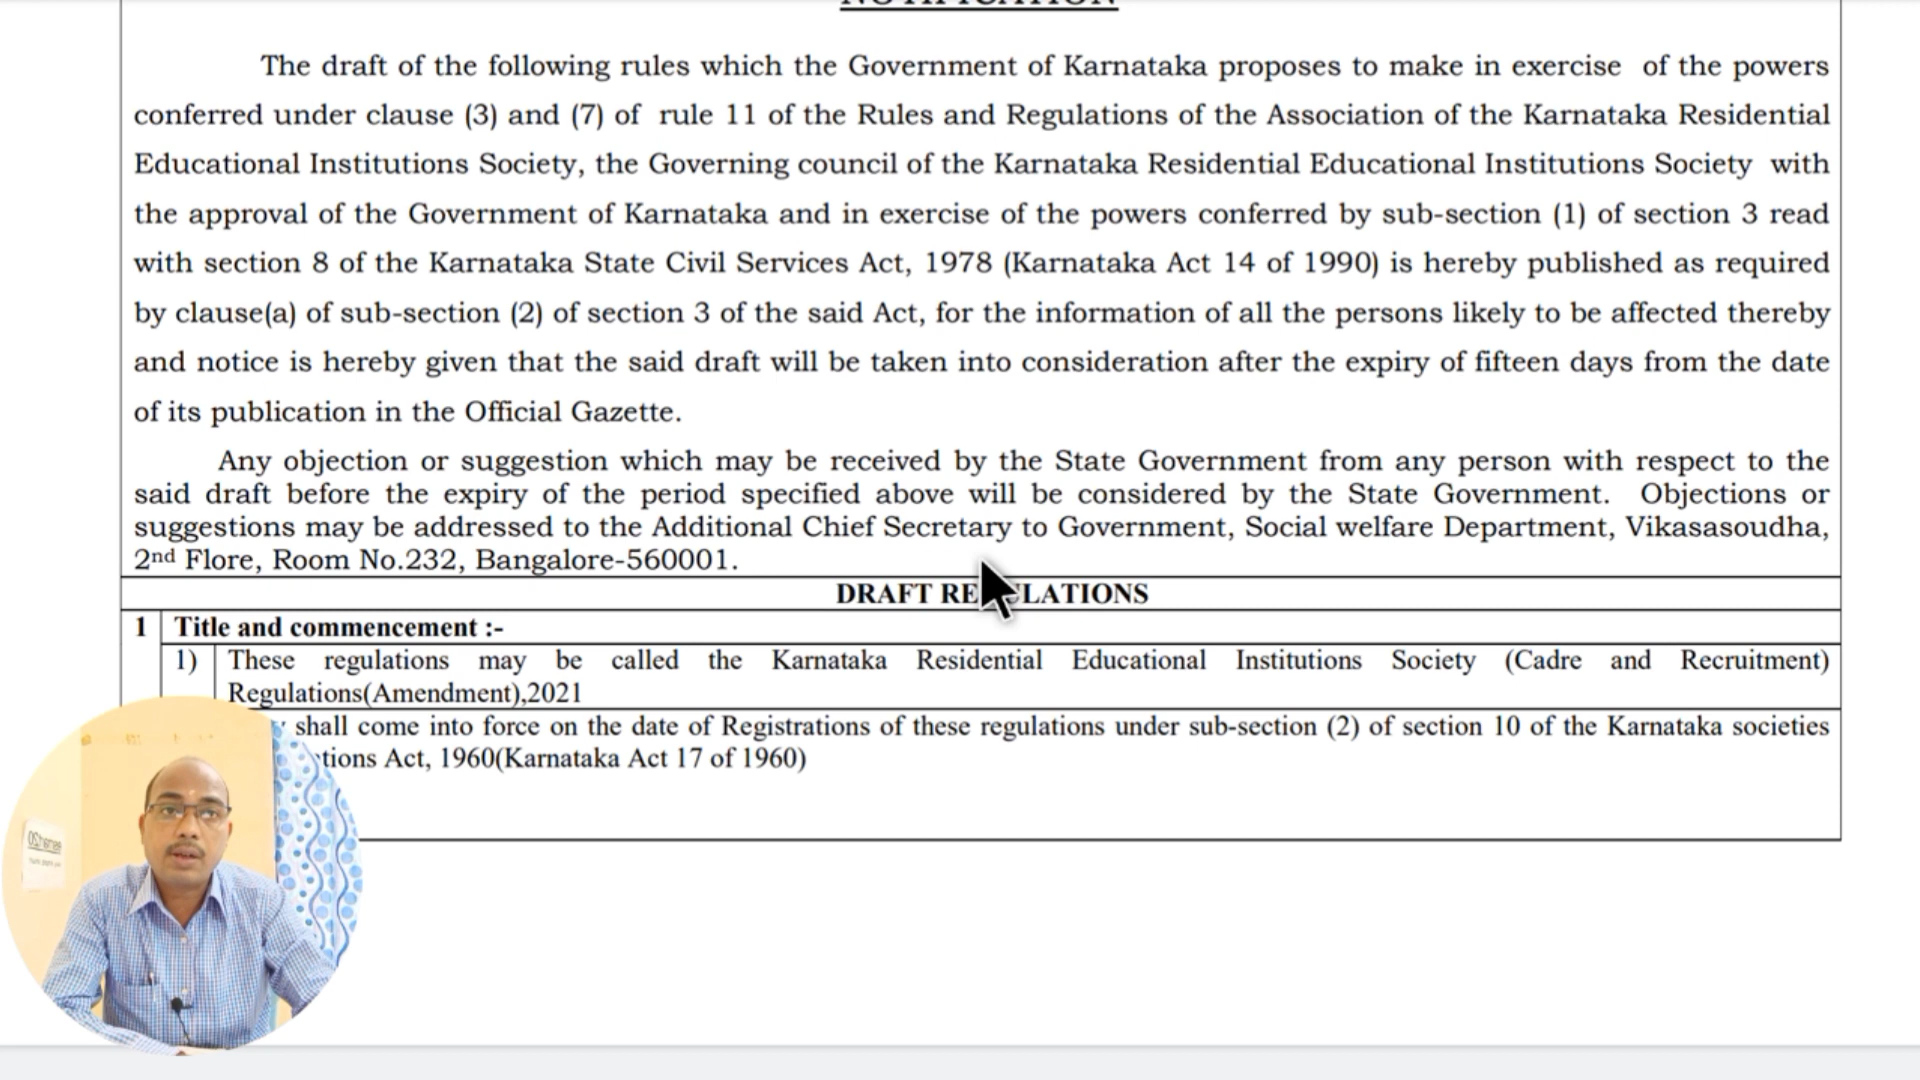 The draft of the following rules which the Government of Karnataka proposes to make in exercise of the powers
conferred under clause (3) and (7) of rule 11 of the Rules and Regulations of the Association of the Karnataka Residential
Educational Institutions Society, the Governing council of the Karnataka Residential Educational Institutions Society with
the approval of the Government of Karnataka and in exercise of the powers conferred by sub-section (1) of section 3 read
with section 8 of the Karnataka State Civil Services Act, 1978 (Karnataka Act 14 of 1990) is hereby published as required
by clause(a) of sub-section (2) of section 3 of the said Act, for the information of all the persons likely to be affected thereby
and notice is hereby given that the said draft will be taken into consideration after the expiry of fifteen days from the date
of its publication in the Official Gazette.
Any objection or suggestion which may be received by the State Government from any person with respect to the
said draft before the expiry of the period specified above will be considered by the State Government. Objections or
suggestions may be addressed to the Additional Chief Secretary to Government, Social welfare Department, Vikasasoudha,
2nd Flore, Room No.232, Bangalore-560001.
DRAFT REGULATIONS
1 Title and commencement :-
1) These regulations may be called the Karnataka Residential Educational Institutions Society (Cadre and Recruitment)
Regulations(Amendment),2021
shall come into force on the date of Registrations of these regulations under sub-section (2) of section 10 of the Karnataka societies
tions Act, 1960(Karnataka Act 17 of 1960)